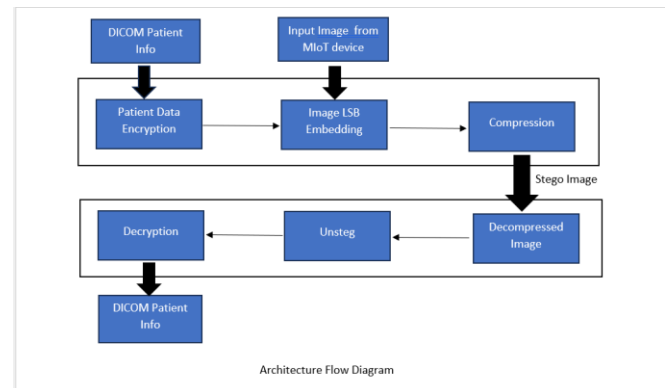 DICOM Patient
Info
Input Image from
MIoT device
Patient Data
Encryption
Image LSB
Embedding
Compression
Stego Image
Decryption
Unsteg
Decompressed
Image
DICOM Patient
Info
Architecture Flow Diagram